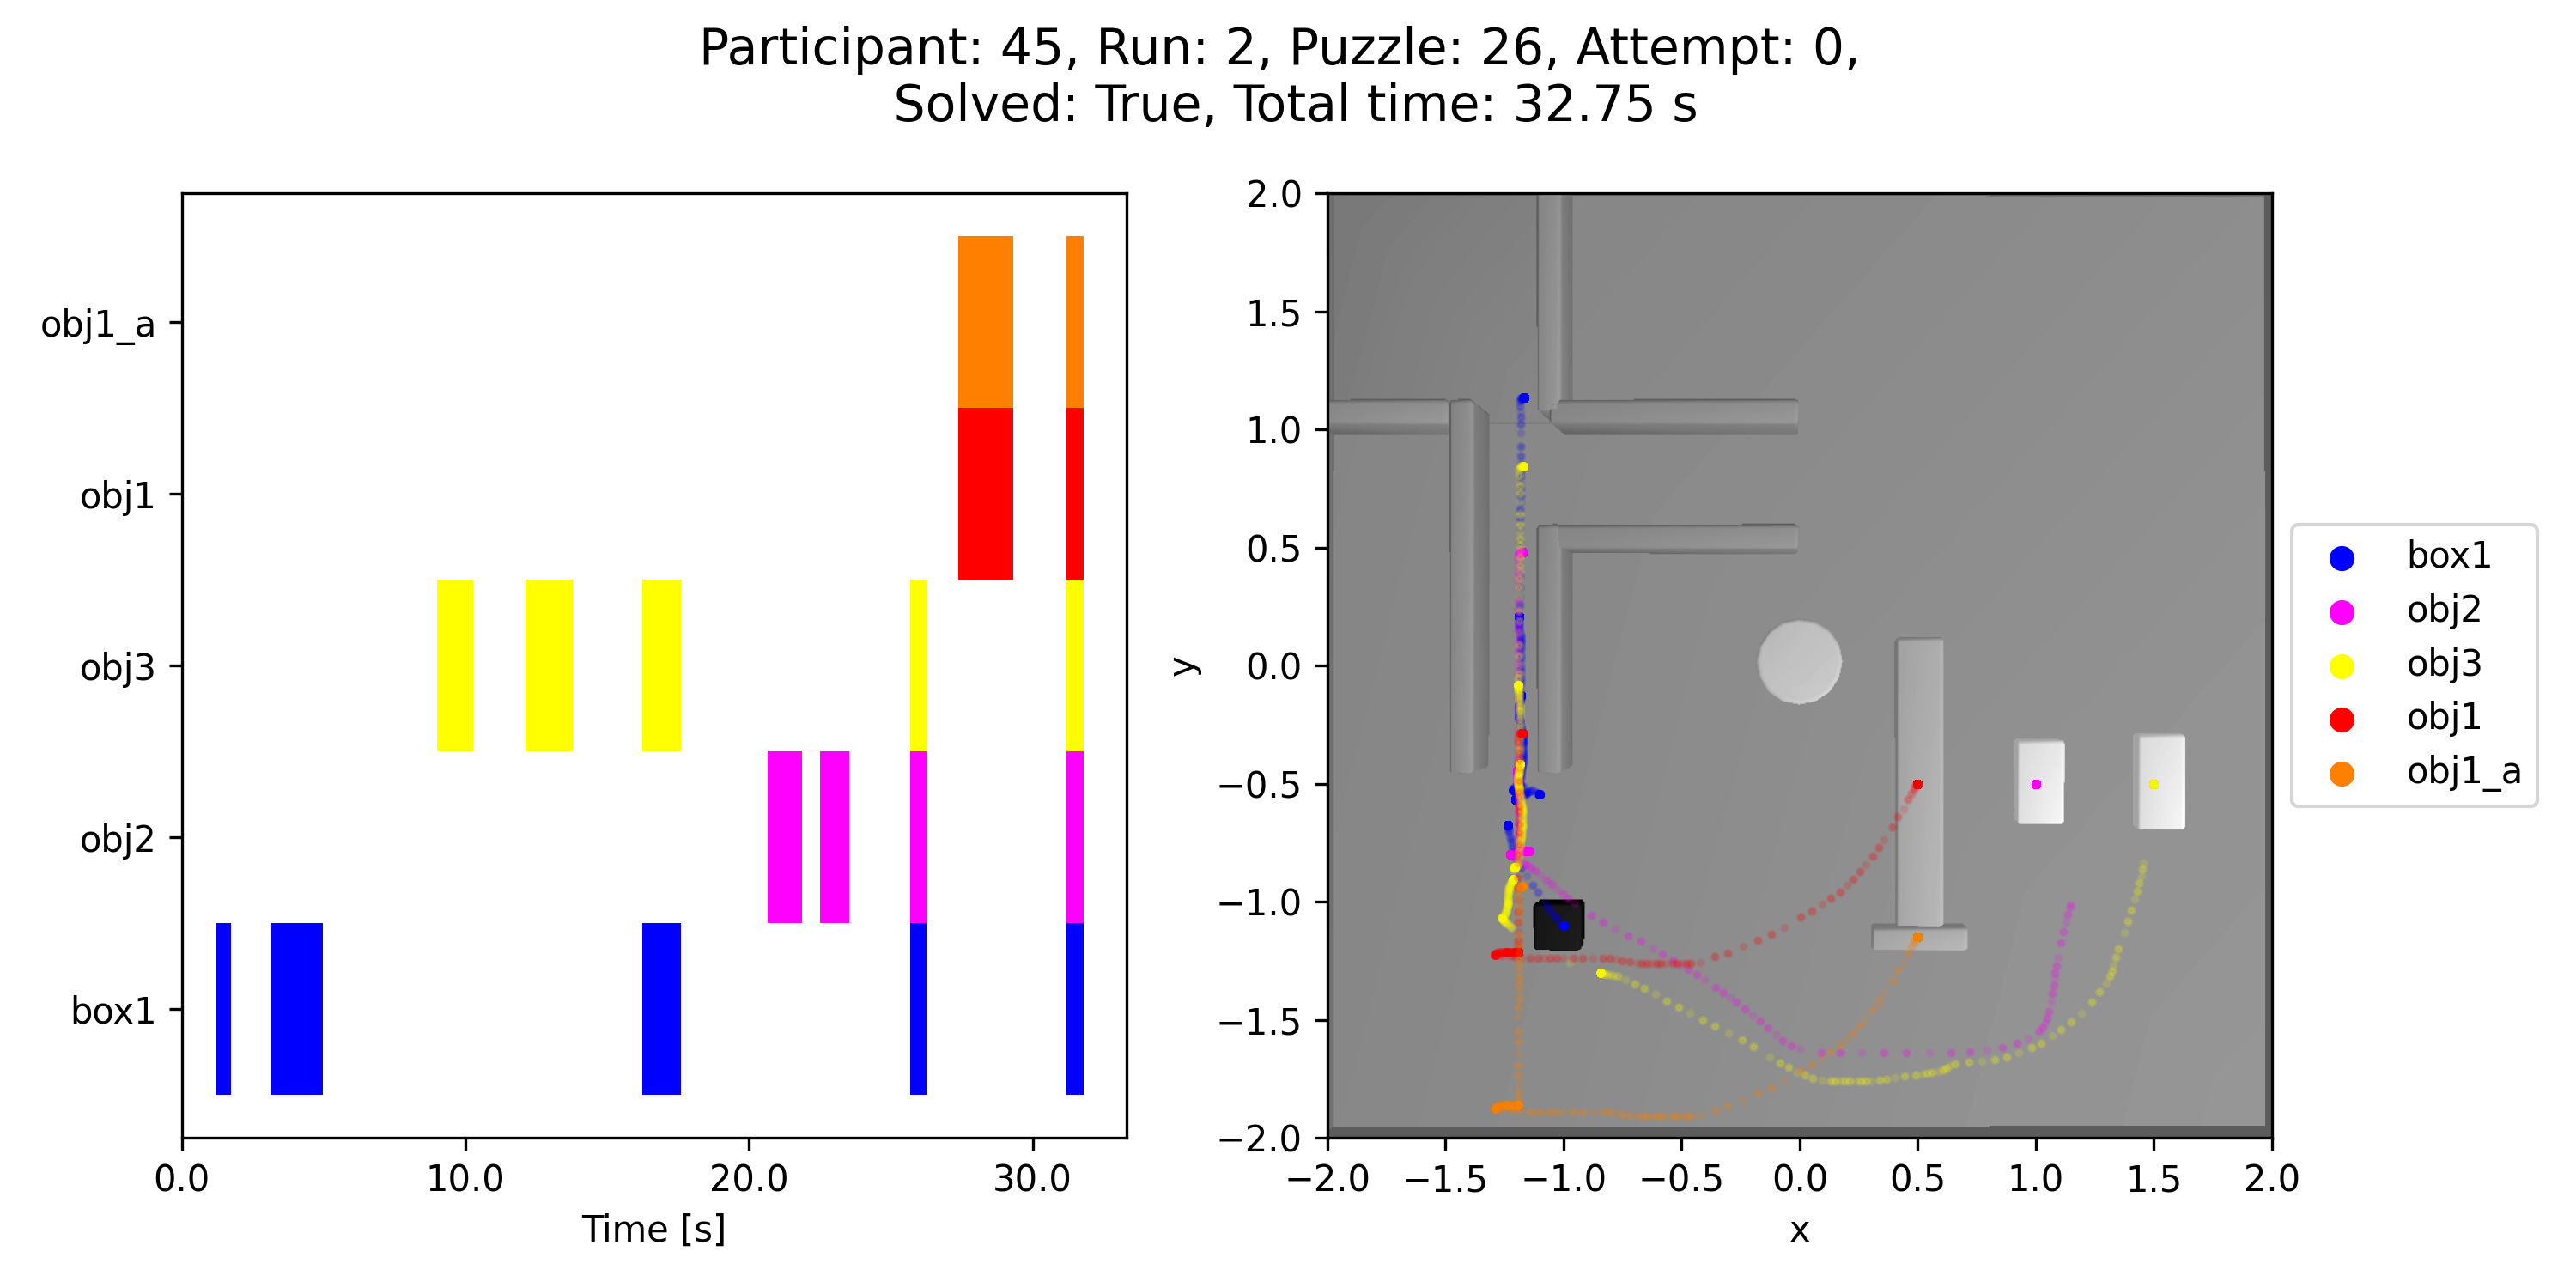 Participant: 45, Run: 2, Puzzle: 26, Attempt: 0,
Solved: True, Total time: 32.75 s
obj1_a
obj1
obj3
obj2
box1
0.0 10.0 20.0 30.0
Time [s]
2.0
1.5
1.0
0.5
0.0
−0.5
−1.0
−1.5
−2.0
y
−2.0 −1.5 −1.0 −0.5 0.0 0.5 1.0 1.5 2.0
x
box1
obj2
obj3
obj1
obj1_a